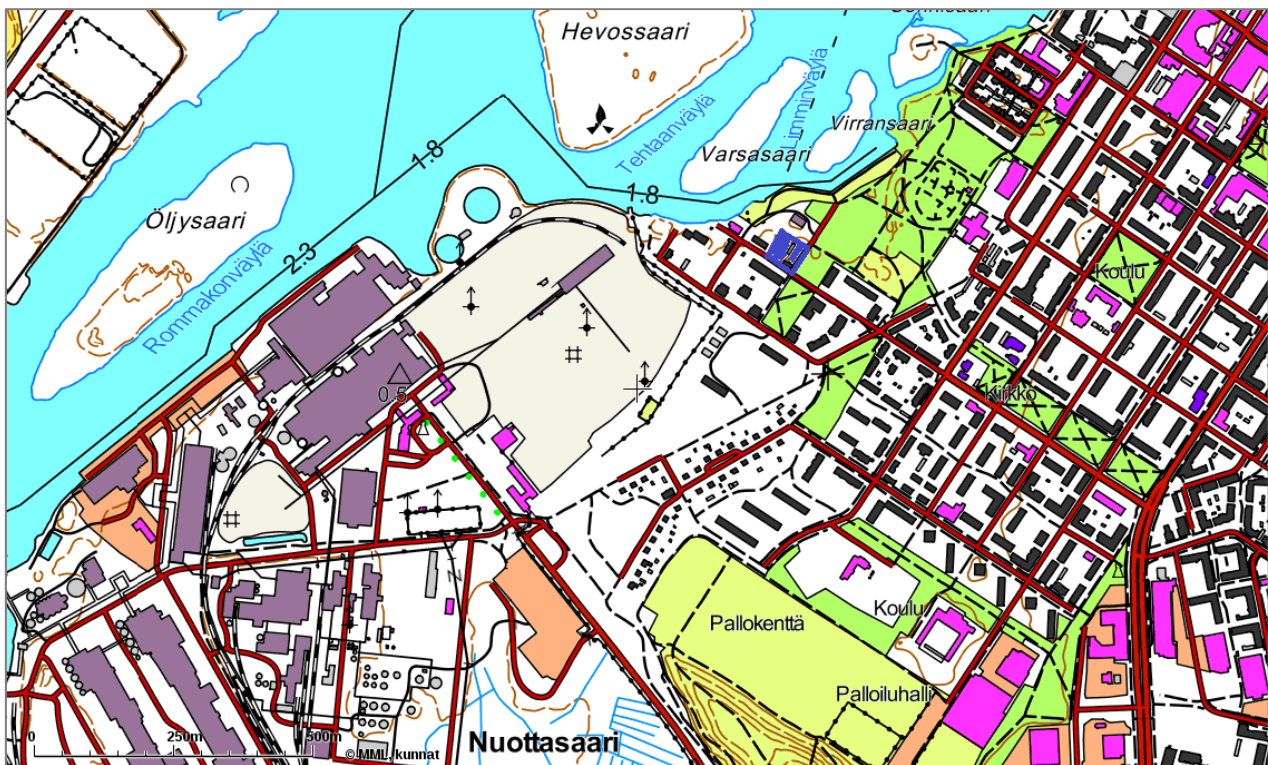 Hevossaari
Limminväylä
Tehtaanväylä
Virransaari
Varsasaari
1.8
1.8
Öljysaari
2.3
Rommakonväylä
Koulu
0.5
Kirkko
Koulu
Pallokenttä
Palloiluhalli
Nuottasaari
0 250m 500m
© MML, kunnat